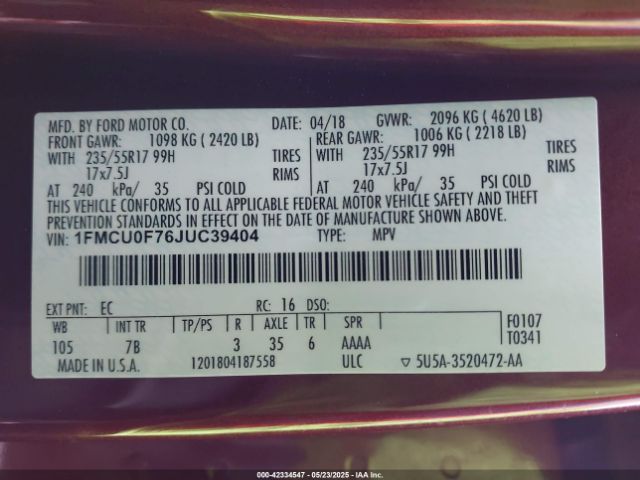 MFD. BY FORD MOTOR CO. DATE: 04/18 GVWR: 2096 KG ( 4620 LB)
FRONT GAWR: 1098 KG ( 2420 LB) REAR GAWR: 1006 KG ( 2218 LB)
WITH 235/55R17 99H TIRES WITH 235/55R17 99H TIRES
17x7.5J RIMS 17x7.5J RIMS
AT 240 kPa/ 35 PSI COLD AT 240 kPa/ 35 PSI COLD
THIS VEHICLE CONFORMS TO ALL APPLICABLE FEDERAL MOTOR VEHICLE SAFETY AND THEFT
PREVENTION STANDARDS IN EFFECT ON THE DATE OF MANUFACTURE SHOWN ABOVE.
VIN: 1FMCU0F76JUC39404 TYPE: MPV
EXT PNT: EC RC: 16 DSO:
WB INT TR TP/PS R AXLE TR SPR F0107
105 7B 3 35 6 AAAA T0341
MADE IN U.S.A. 1201804187558 ULC ▽ 5U5A-3520472-AA
00-42334547 - 05/23/2025 - IAA Inc.